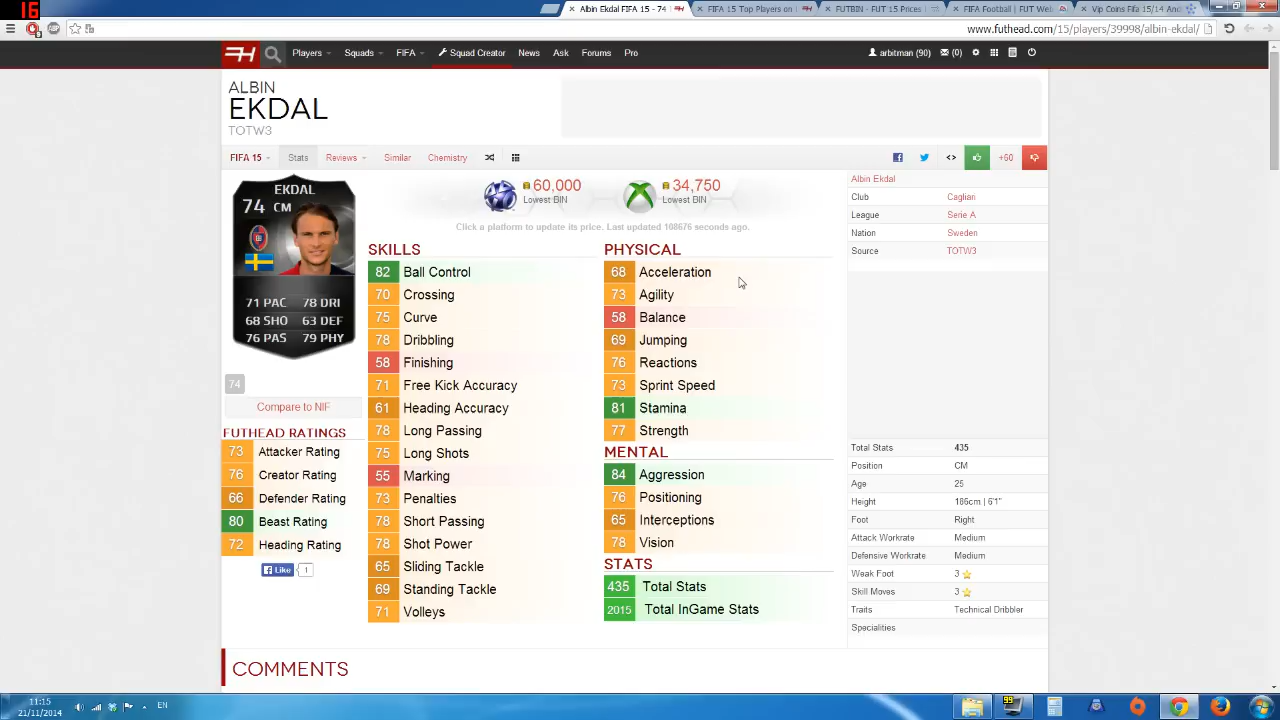 16
Albin Ekdal FIFA 15 - 74
FIFA 15 Top Players on
FUTBIN - FUT 15 Prices
FIFA Football | FUT Web
Vip Coins Fifa 15/14 And
www.futhead.com/15/players/39998/albin-ekdal/
Players
Squads
FIFA
Squad Creator
News
Ask
Forums
Pro
arbitman (90)
(0)
ALBIN
EKDAL
TOTW3
FIFA 15
Stats
Reviews
Similar
Chemistry
+60
EKDAL
74 CM
71 PAC 78 DRI
68 SHO 63 DEF
76 PAS 79 PHY
74
Compare to NIF
FUTHEAD RATINGS
73 Attacker Rating
76 Creator Rating
66 Defender Rating
80 Beast Rating
72 Heading Rating
Like 1
60,000
Lowest BIN
34,750
Lowest BIN
Click a platform to update its price. Last updated 108676 seconds ago.
SKILLS
82 Ball Control
70 Crossing
75 Curve
78 Dribbling
58 Finishing
71 Free Kick Accuracy
61 Heading Accuracy
78 Long Passing
75 Long Shots
55 Marking
73 Penalties
78 Short Passing
78 Shot Power
65 Sliding Tackle
69 Standing Tackle
71 Volleys
PHYSICAL
68 Acceleration
73 Agility
58 Balance
69 Jumping
76 Reactions
73 Sprint Speed
81 Stamina
77 Strength
MENTAL
84 Aggression
76 Positioning
65 Interceptions
78 Vision
STATS
435 Total Stats
2015 Total InGame Stats
Albin Ekdal
Club Cagliari
League Serie A
Nation Sweden
Source TOTW3
Total Stats 435
Position CM
Age 25
Height 186cm | 6'1"
Foot Right
Attack Workrate Medium
Defensive Workrate Medium
Weak Foot 3
Skill Moves 3
Traits Technical Dribbler
Specialities
COMMENTS
11:15
21/11/2014
EN
99